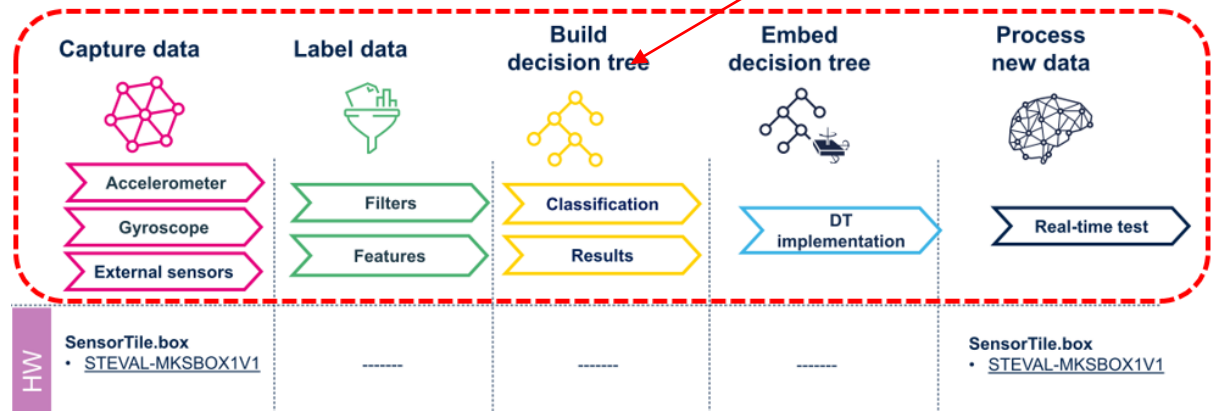 Capture data
Label data
Build
decision tree
Embed
decision tree
Process
new data
Accelerometer
Gyroscope
External sensors
Filters
Features
Classification
Results
DT
implementation
Real-time test
HW
SensorTile.box
• STEVAL-MKSBOX1V1
-------
-------
-------
SensorTile.box
• STEVAL-MKSBOX1V1